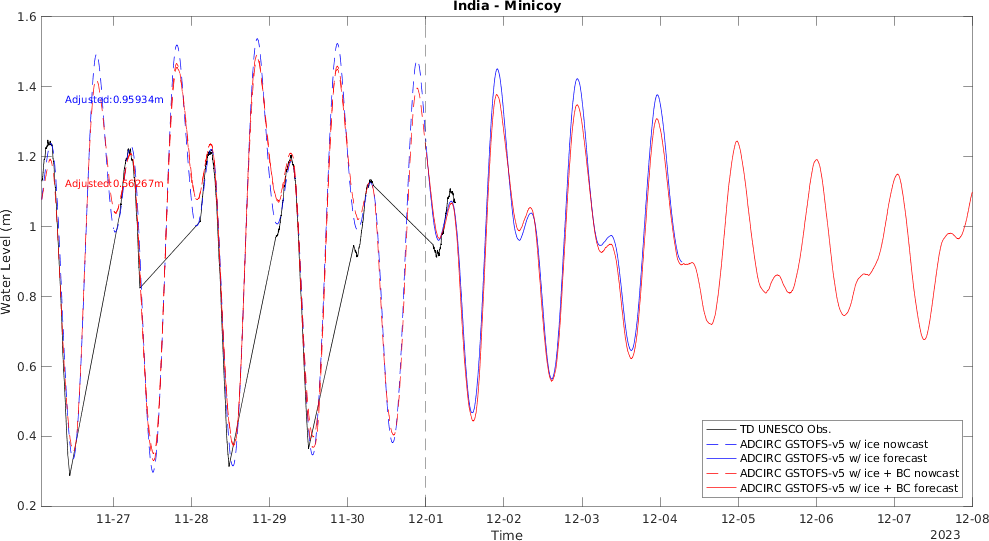 India - Minicoy
1.6
1.4
1.2
1
0.8
0.6
0.4
0.2
Water Level (m)
Adjusted:0.95934m
Adjusted:0.56267m
TD UNESCO Obs.
ADCIRC GSTOFS-v5 w/ ice nowcast
ADCIRC GSTOFS-v5 w/ ice forecast
ADCIRC GSTOFS-v5 w/ ice + BC nowcast
ADCIRC GSTOFS-v5 w/ ice + BC forecast
11-27 11-28 11-29 11-30 12-01 12-02 12-03 12-04 12-05 12-06 12-07 12-08
Time
2023